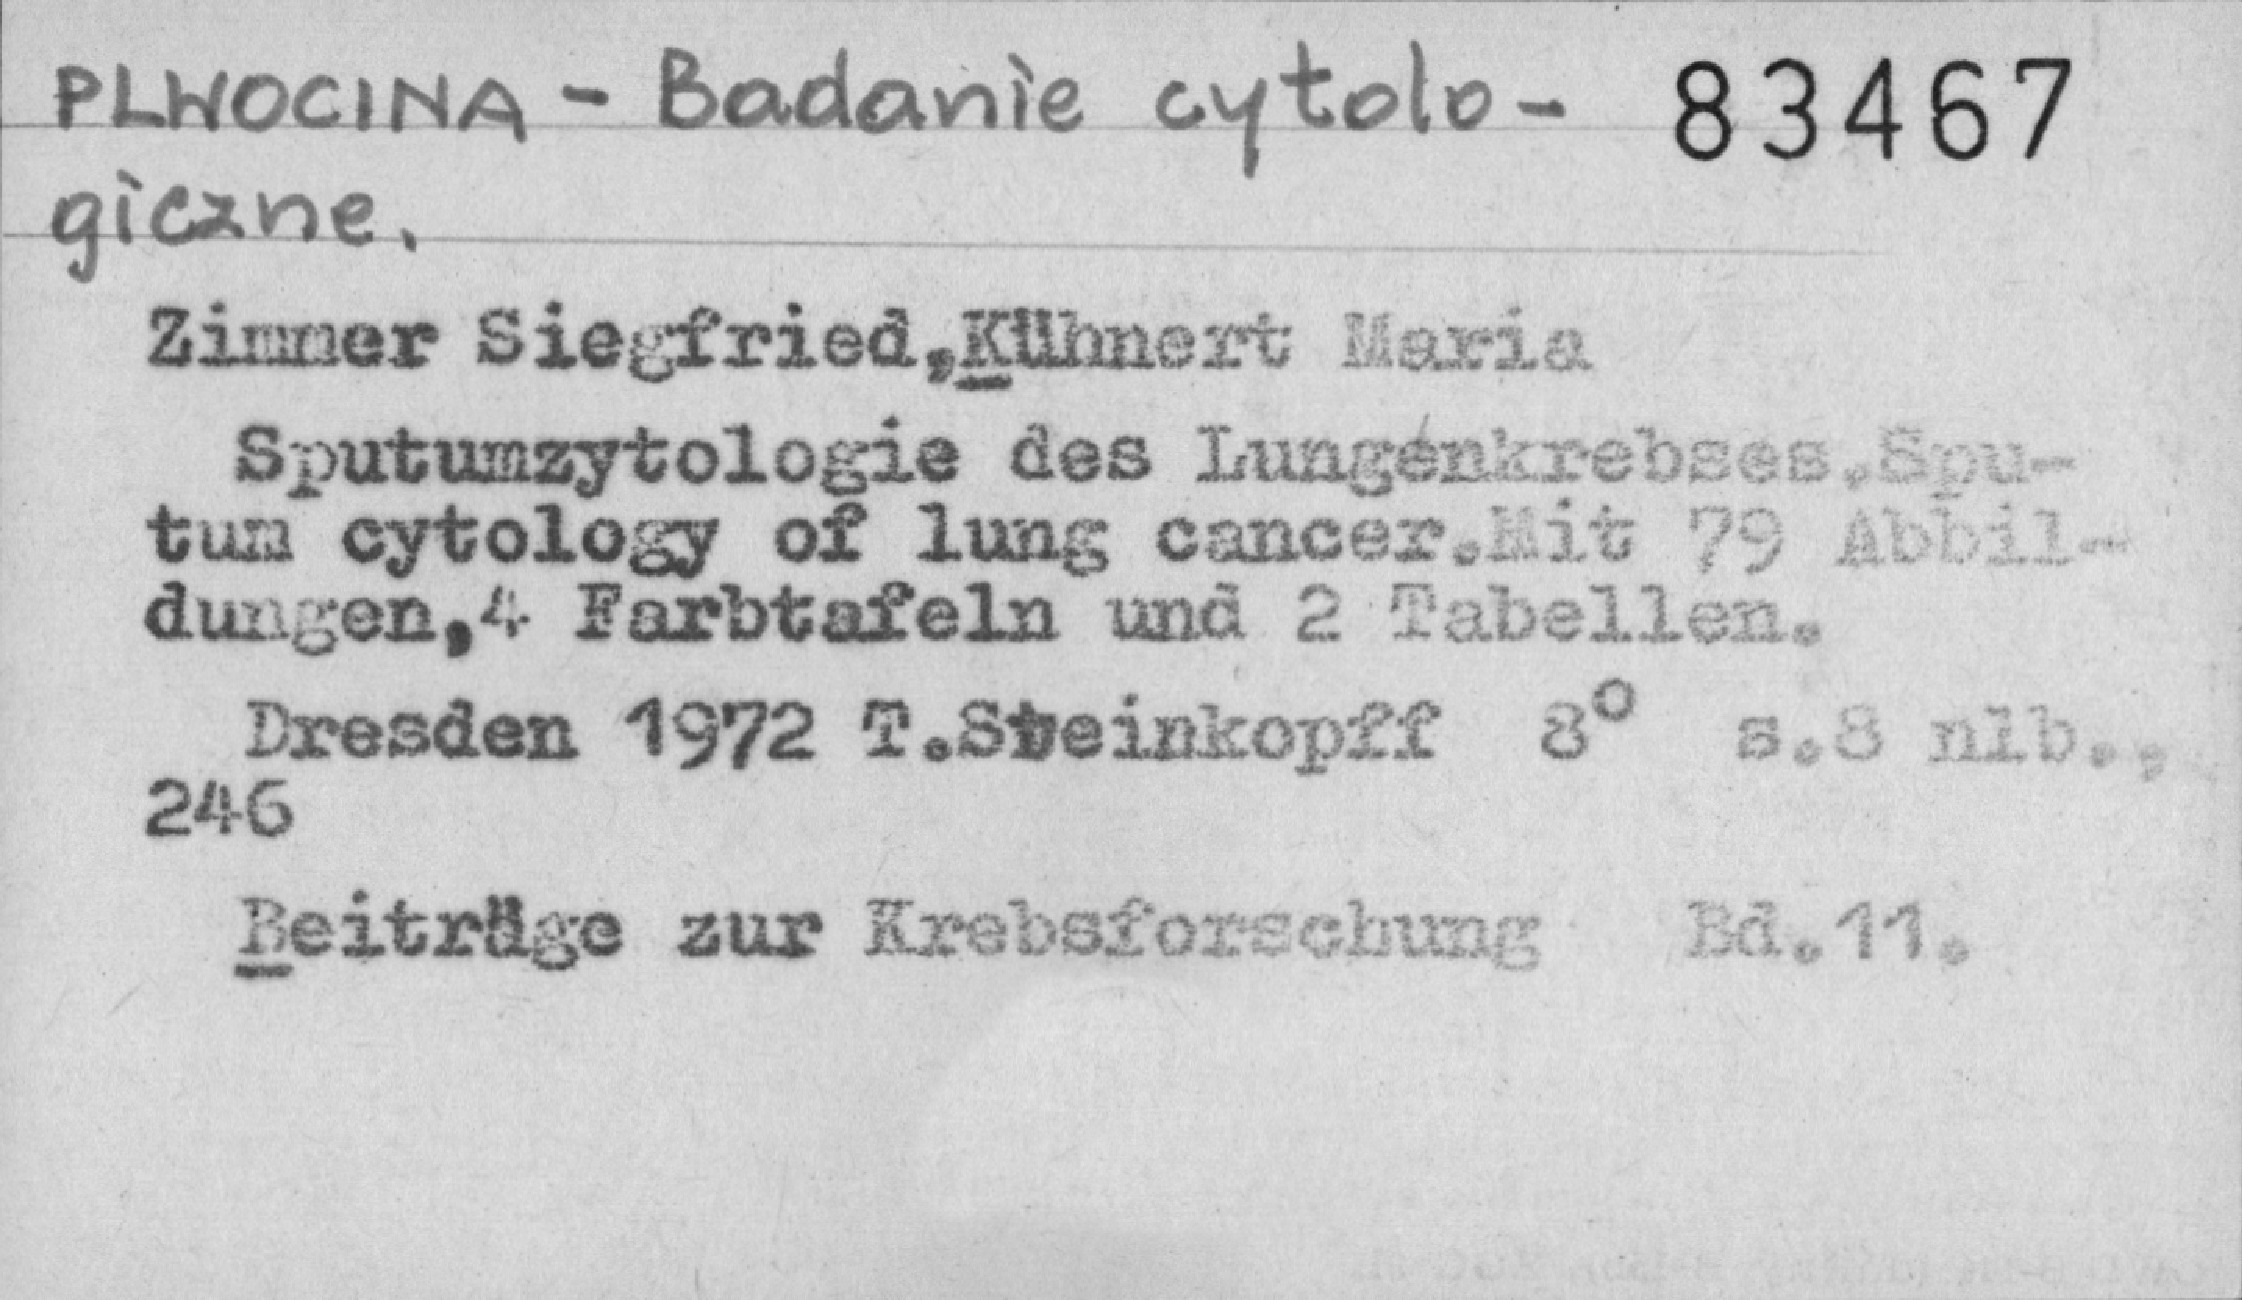 PLWOCINA - Badanie cytolo- 83467
giczne.
Zimmer Siegfried,Kühnert Maria
Sputumzytologie des Lungenkrebses.Spu-
tum cytology of lung cancer.Mit 79 Abbil-
dungen,4 Farbtafeln und 2 Tabellen.
Dresden 1972 T.Steinkopff 8° s.8 nlb.,
246
Beiträge zur Krebsforschung Bd.11.